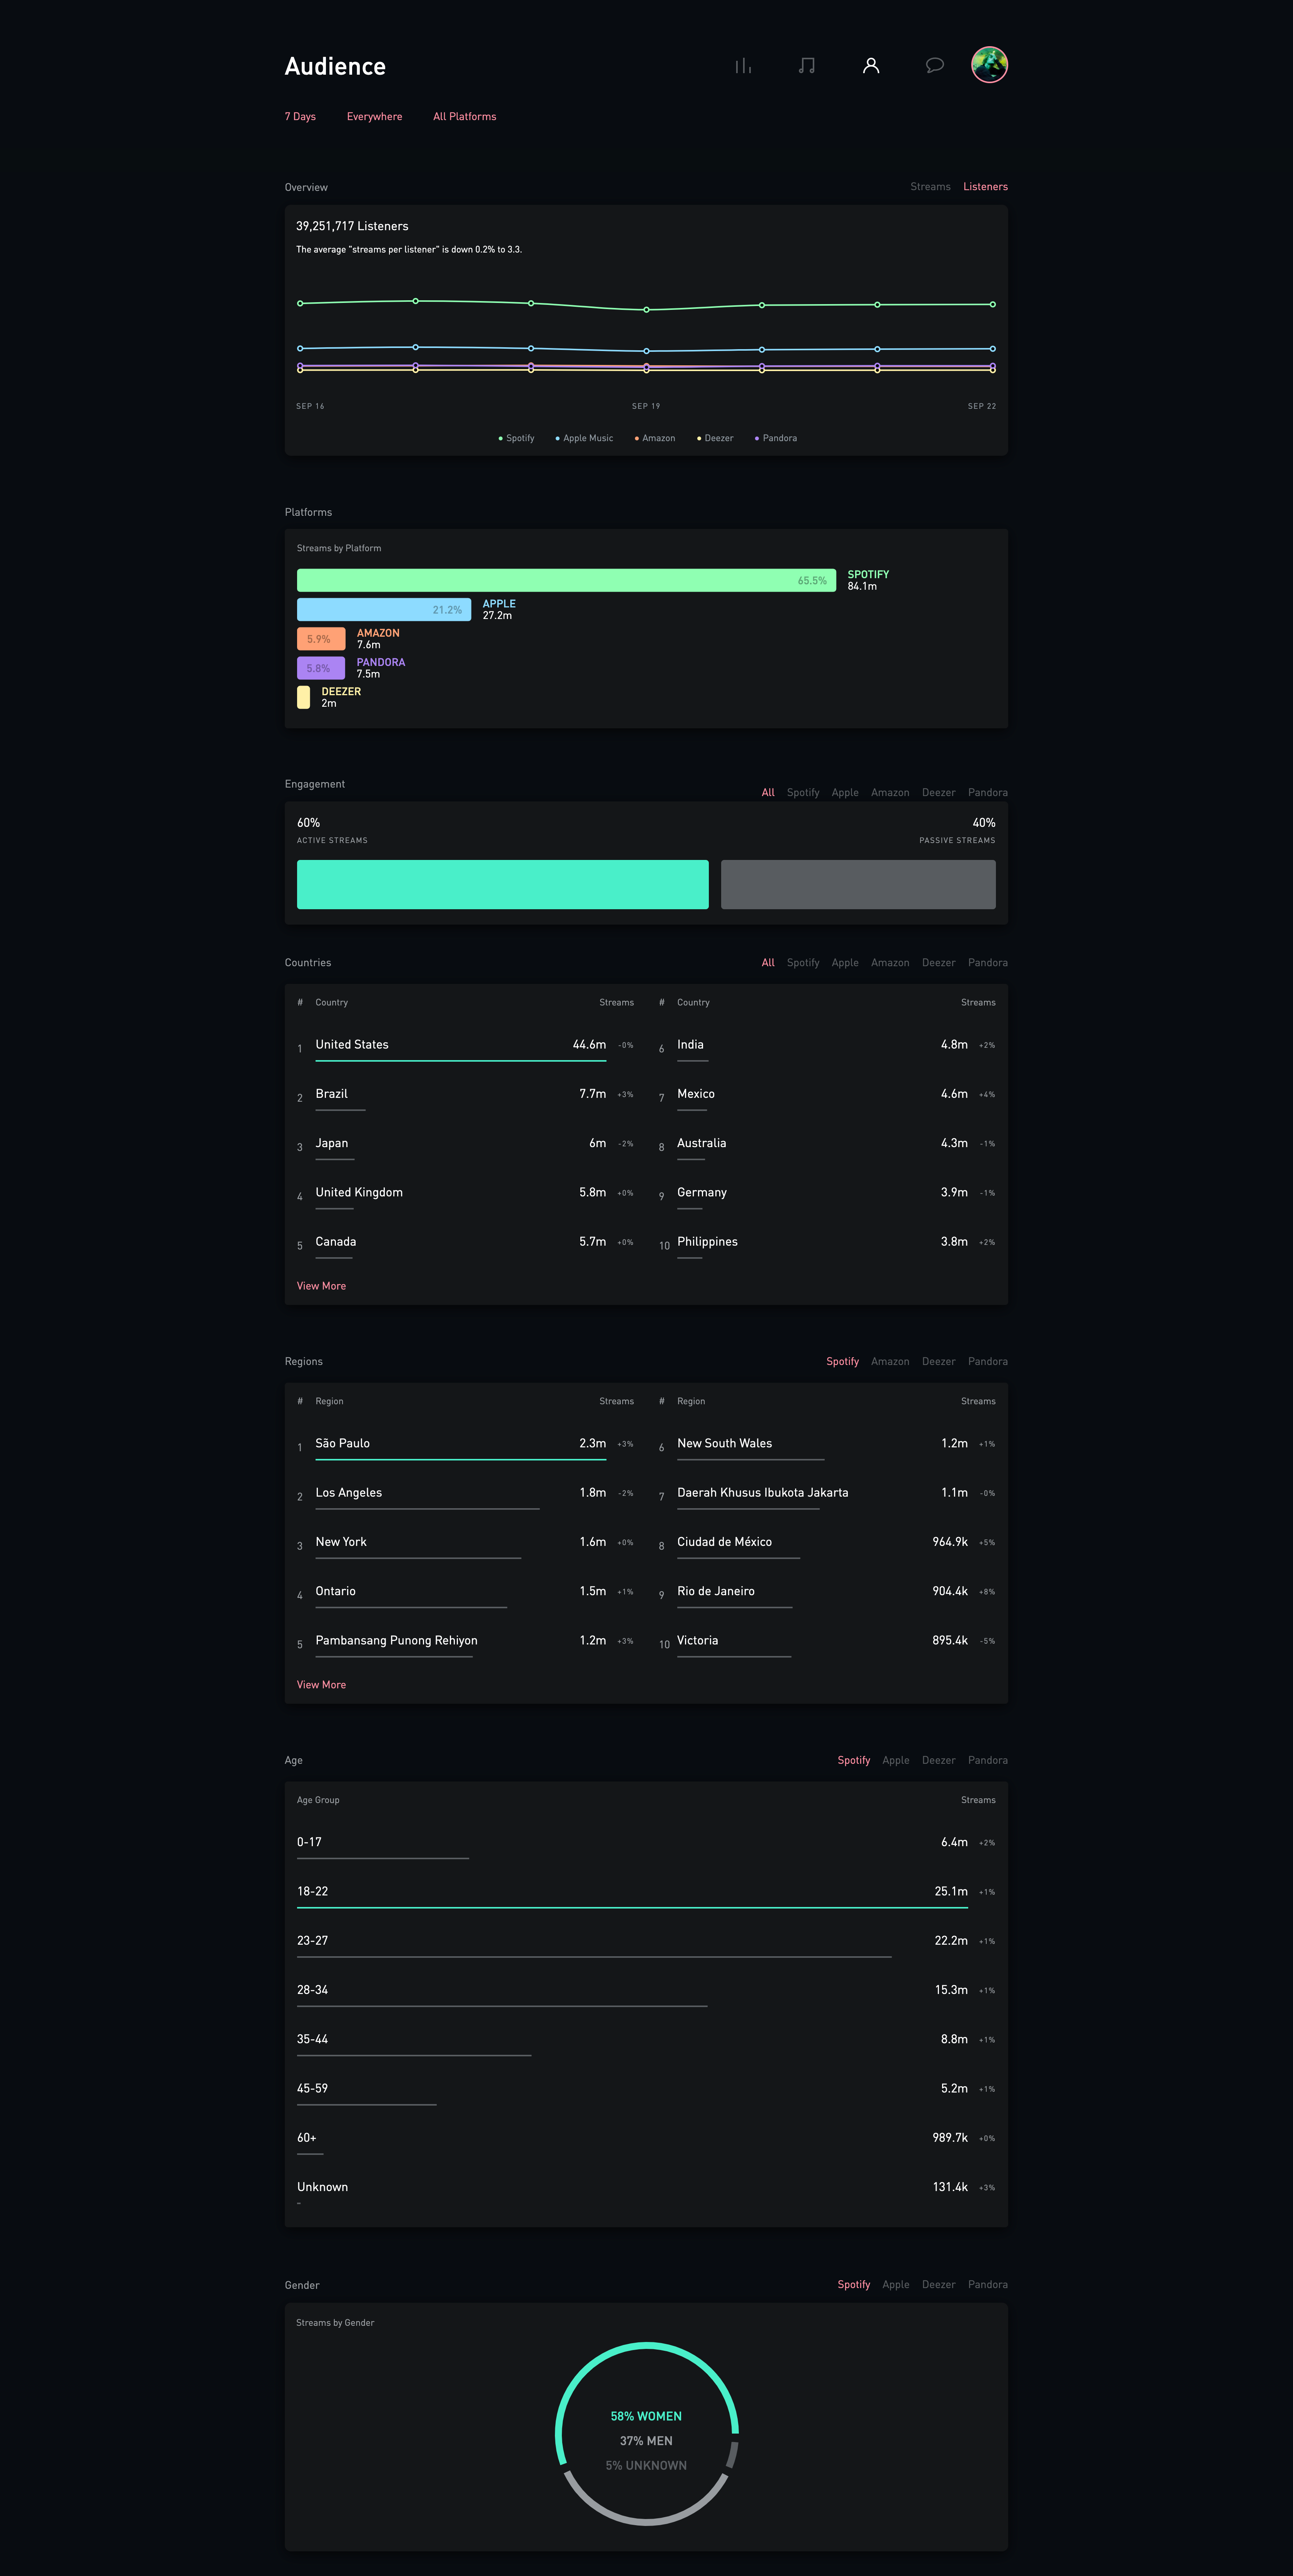 Audience
7 Days Everywhere All Platforms
Overview Streams Listeners
39,251,717 Listeners
The average "streams per listener" is down 0.2% to 3.3.
SEP 16 SEP 19 SEP 22
Spotify Apple Music Amazon Deezer Pandora
Platforms
Streams by Platform
65.5% SPOTIFY
84.1m
21.2% APPLE
27.2m
5.9% AMAZON
7.6m
5.8% PANDORA
7.5m
DEEZER
2m
Engagement All Spotify Apple Amazon Deezer Pandora
60% 40%
ACTIVE STREAMS PASSIVE STREAMS
Countries All Spotify Apple Amazon Deezer Pandora
# Country Streams # Country Streams
1 United States 44.6m -0% 6 India 4.8m +2%
2 Brazil 7.7m +3% 7 Mexico 4.6m +4%
3 Japan 6m -2% 8 Australia 4.3m -1%
4 United Kingdom 5.8m +0% 9 Germany 3.9m -1%
5 Canada 5.7m +0% 10 Philippines 3.8m +2%
View More
Regions Spotify Amazon Deezer Pandora
# Region Streams # Region Streams
1 São Paulo 2.3m +3% 6 New South Wales 1.2m +1%
2 Los Angeles 1.8m -2% 7 Daerah Khusus Ibukota Jakarta 1.1m -0%
3 New York 1.6m +0% 8 Ciudad de México 964.9k +5%
4 Ontario 1.5m +1% 9 Rio de Janeiro 904.4k +8%
5 Pambansang Punong Rehiyon 1.2m +3% 10 Victoria 895.4k -5%
View More
Age Spotify Apple Deezer Pandora
Age Group Streams
0-17 6.4m +2%
18-22 25.1m +1%
23-27 22.2m +1%
28-34 15.3m +1%
35-44 8.8m +1%
45-59 5.2m +1%
60+ 989.7k +0%
Unknown 131.4k +3%
Gender Spotify Apple Deezer Pandora
Streams by Gender
58% WOMEN
37% MEN
5% UNKNOWN